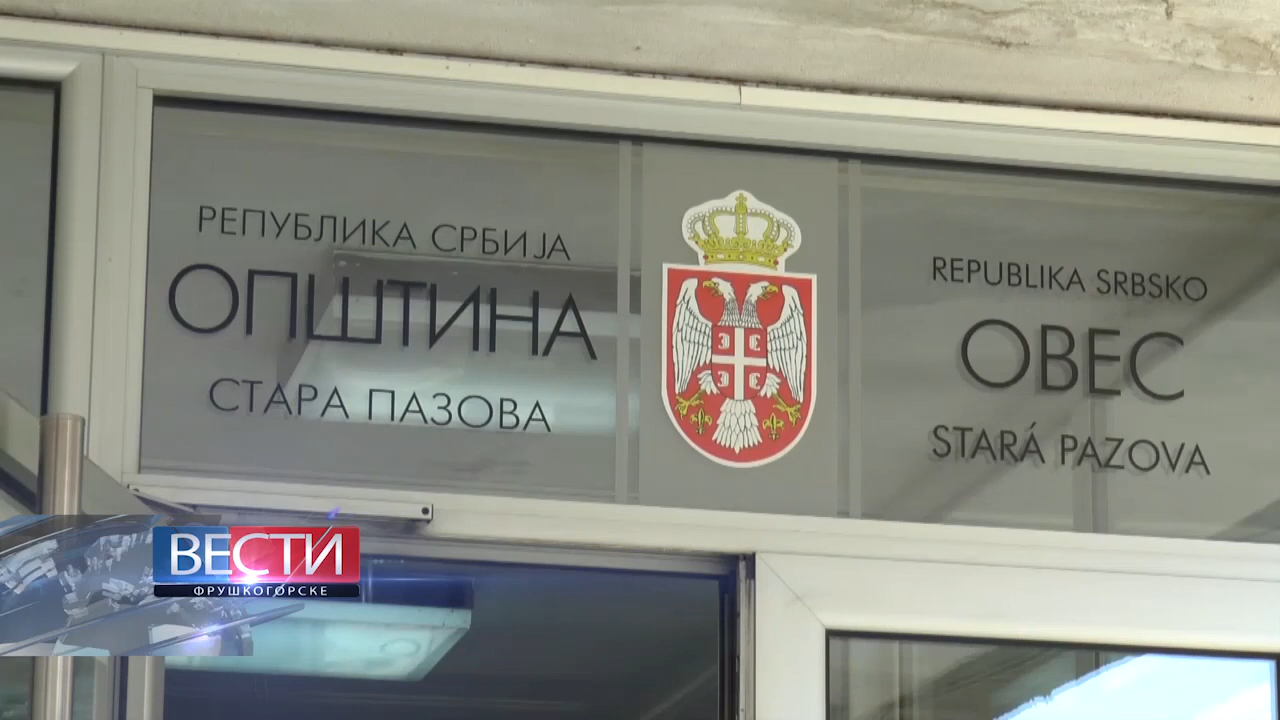 РЕПУБЛИКА СРБИЈА
ОПШТИНА
СТАРА ПАЗОВА
REPUBLIKA SRBSKO
OBEC
STARÁ PAZOVA
ВЕСТИ
ФРУШКОГОРСКЕ